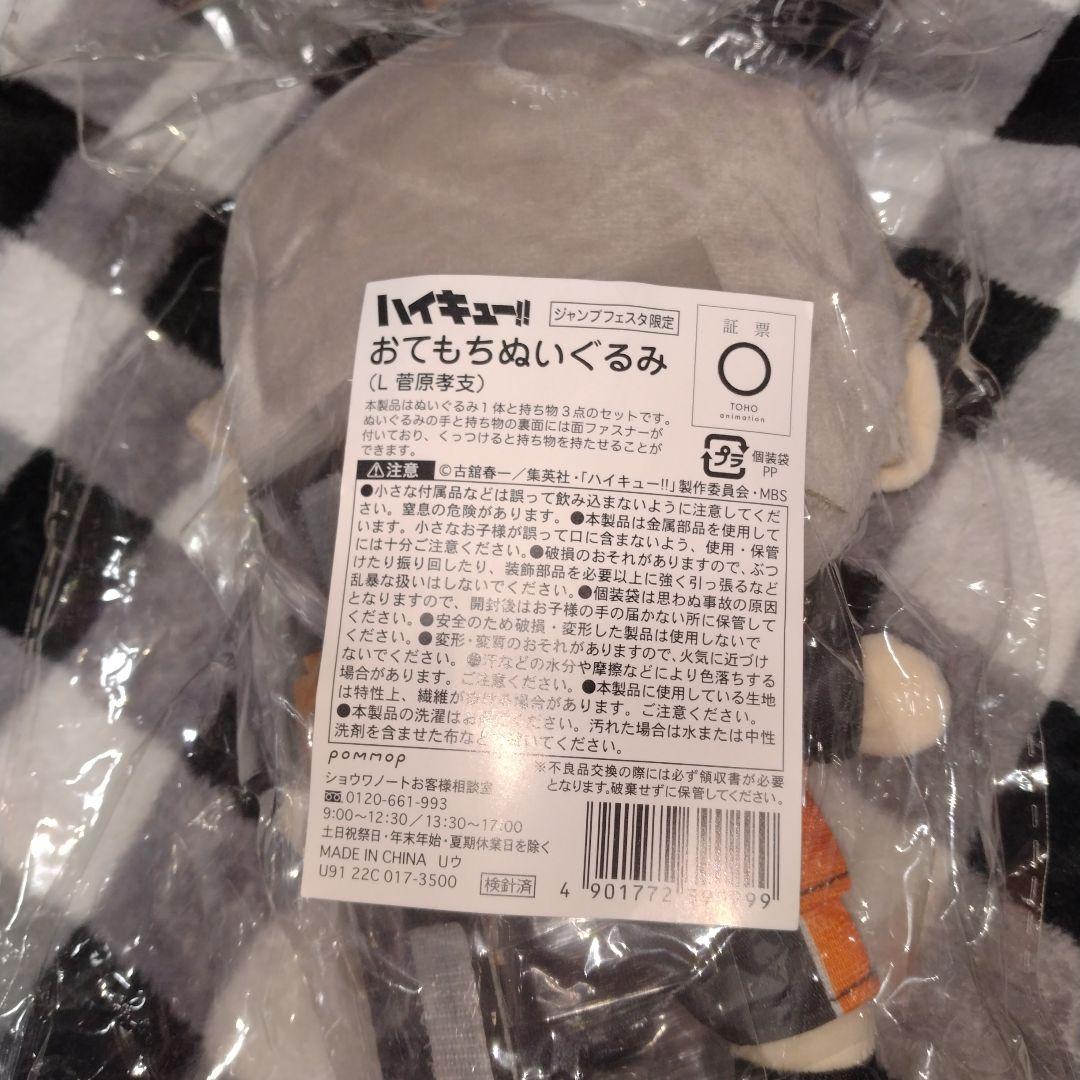 ハイキュー!!
ジャンプフェスタ限定
おてもちぬいぐるみ
(L 菅原孝支)
証票
TOHO
animation
本製品はぬいぐるみ1体と持ち物3点のセットです。
ぬいぐるみの手と持ち物の裏面には面ファスナーが
付いており、くっつけると持ち物を持たせることが
できます。
プラ
個装袋
PP
注意
©古舘春一/集英社・「ハイキュー!!」製作委員会・MBS
●小さな付属品などは誤って飲み込まないように注意してくだ
さい。窒息の危険があります。●本製品は金属部品を使用して
います。小さなお子様が誤って口に含まないよう、使用・保管
には十分ご注意ください。●破損のおそれがありますので、ぶつ
けたり振り回したり、装飾部品を必要以上に強く引っ張るなど
乱暴な扱いはしないでください。●個装袋は思わぬ事故の原因
となりますので、開封後はお子様の手の届かない所に保管して
ください。●安全のため破損・変形した製品は使用しないで
ください。●変形・変質のおそれがありますので、火気に近づけ
ないでください。●汗などの水分や摩擦などにより色落ちする
場合があります。ご注意ください。●本製品に使用している生地
は特性上、繊維が抜ける場合があります。ご注意ください。
●本製品の洗濯はお ください。汚れた場合は水または中性
洗剤を含ませた布など いてください。
pommop
※不良品交換の際には必ず領収書が必要
となります。破棄せずに保管してください。
ショウワノートお客様相談室
0120-661-993
9:00~12:30/13:30~17:00
土日祝祭日・年末年始・夏期休業日を除く
MADE IN CHINA Uウ
U91 22C 017-3500
検針済
4 901772